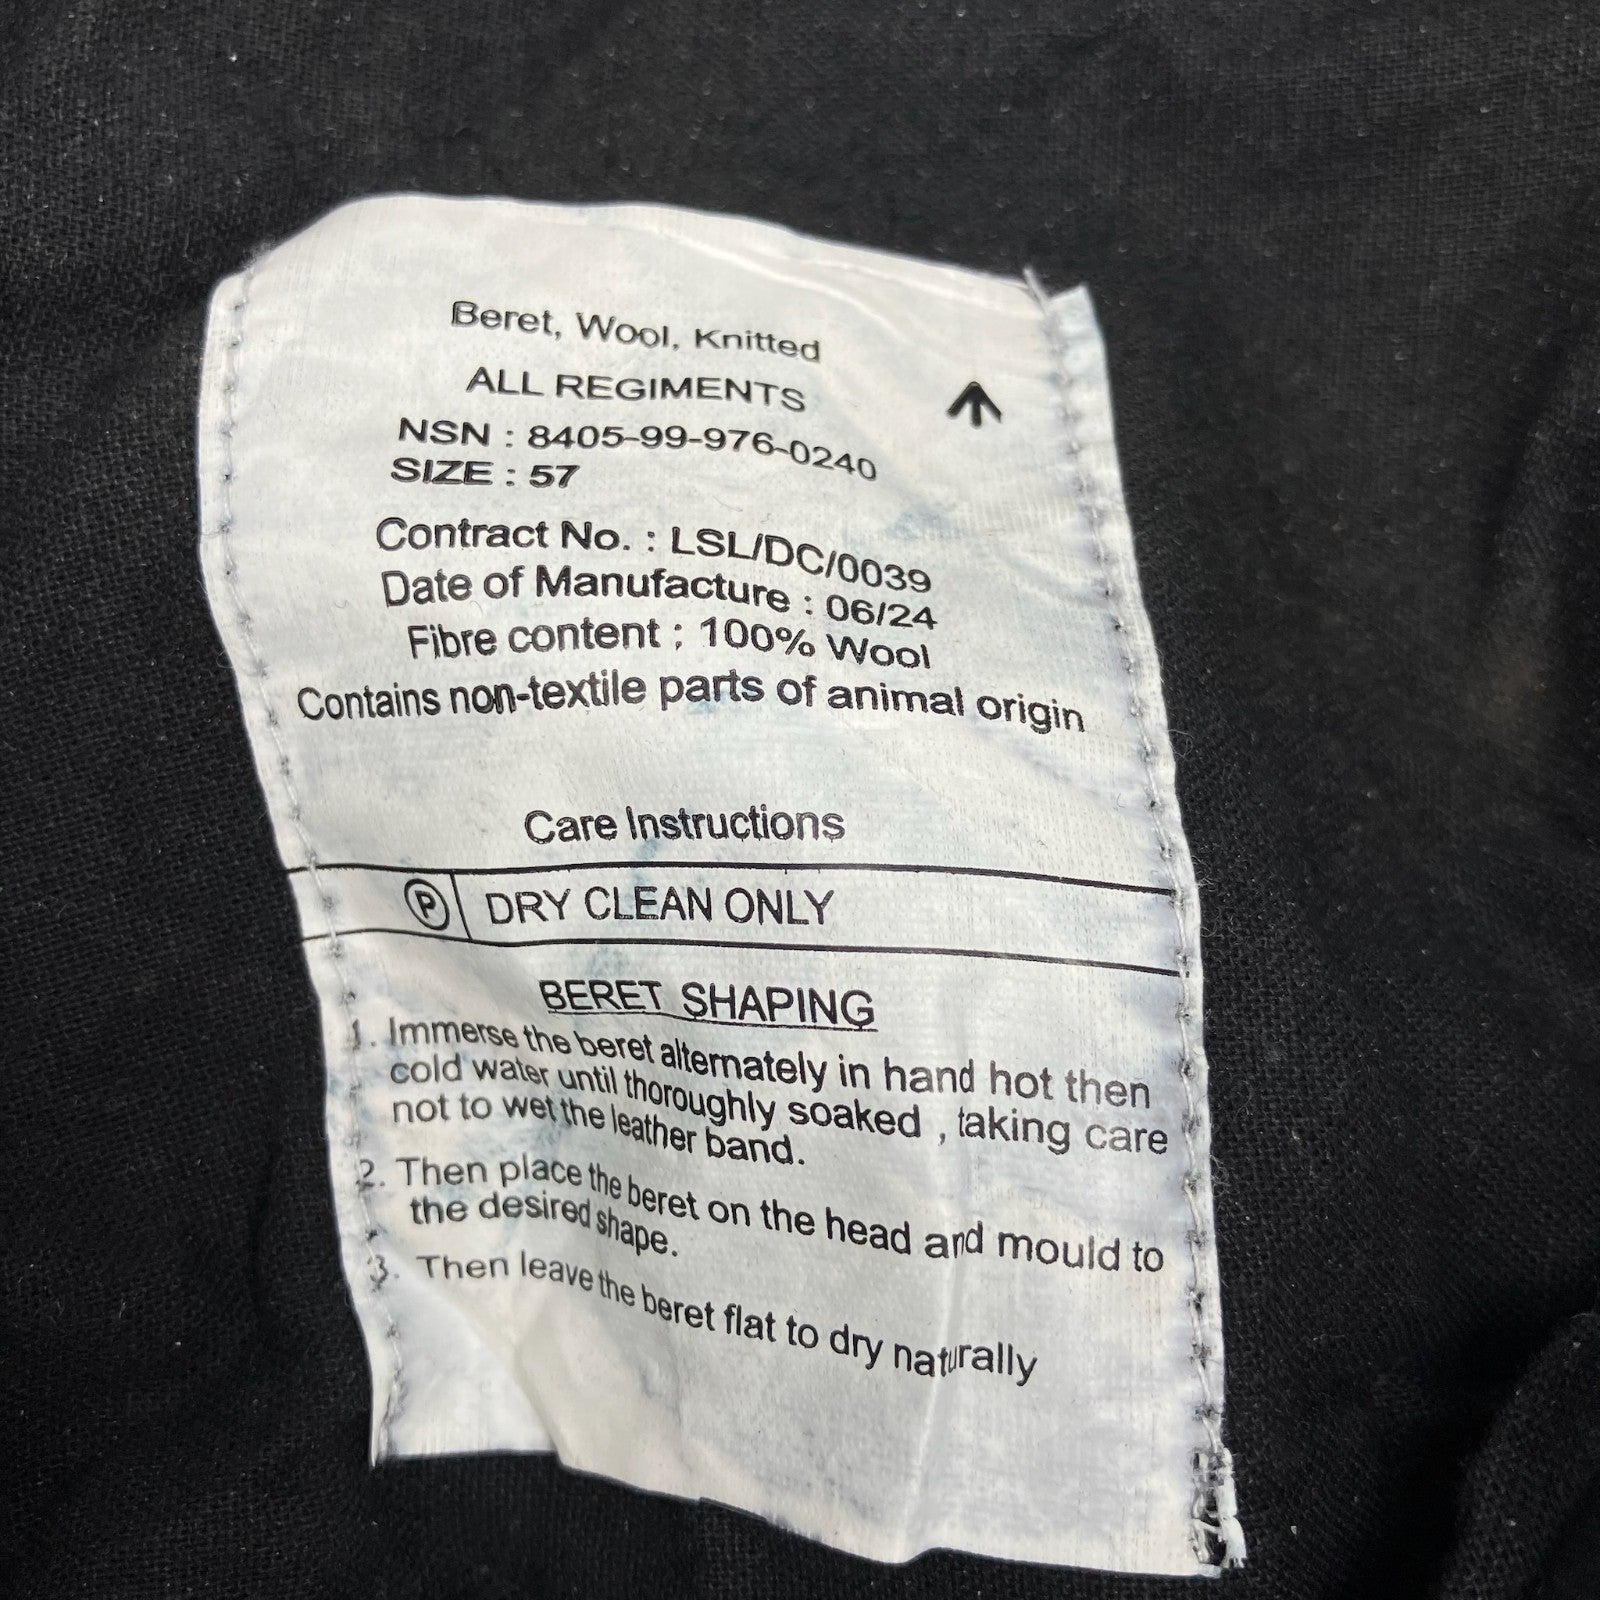 Beret, Wool, Knitted
ALL REGIMENTS
NSN : 8405-99-976-0240
SIZE : 57
Contract No. : LSL/DC/0039
Date of Manufacture : 06/24
Fibre content : 100% Wool
Contains non-textile parts of animal origin
Care Instructions
P DRY CLEAN ONLY
BERET SHAPING
1. Immerse the beret alternately in hand hot then
cold water until thoroughly soaked , taking care
not to wet the leather band.
2. Then place the beret on the head and mould to
the desired shape.
3. Then leave the beret flat to dry naturally